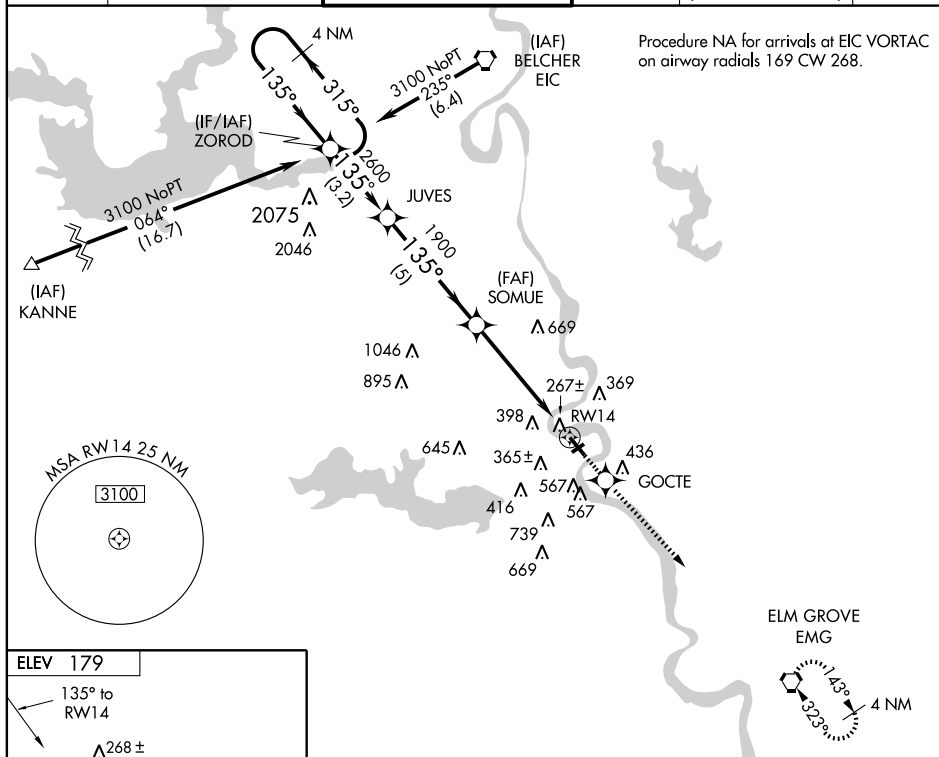 4 NM
(IAF)
BELCHER
EIC
Procedure NA for arrivals at EIC VORTAC
on airway radials 169 CW 268.
3100 NoPT
235°
(6.4)
135°
315°
(IF/IAF)
ZOROD
2600
135°
(3.2)
JUVES
3100 NoPT
064°
(16.7)
2075
2046
(IAF)
KANNE
1900
135°
(5)
(FAF)
SOMUE
669
1046
895
267±
369
398
RW14
645
365±
436
GOCTE
416
567
567
739
669
MSA RW14 25 NM
3100
ELM GROVE
EMG
143°
323°
4 NM
ELEV 179
135° to
RW14
268 ±